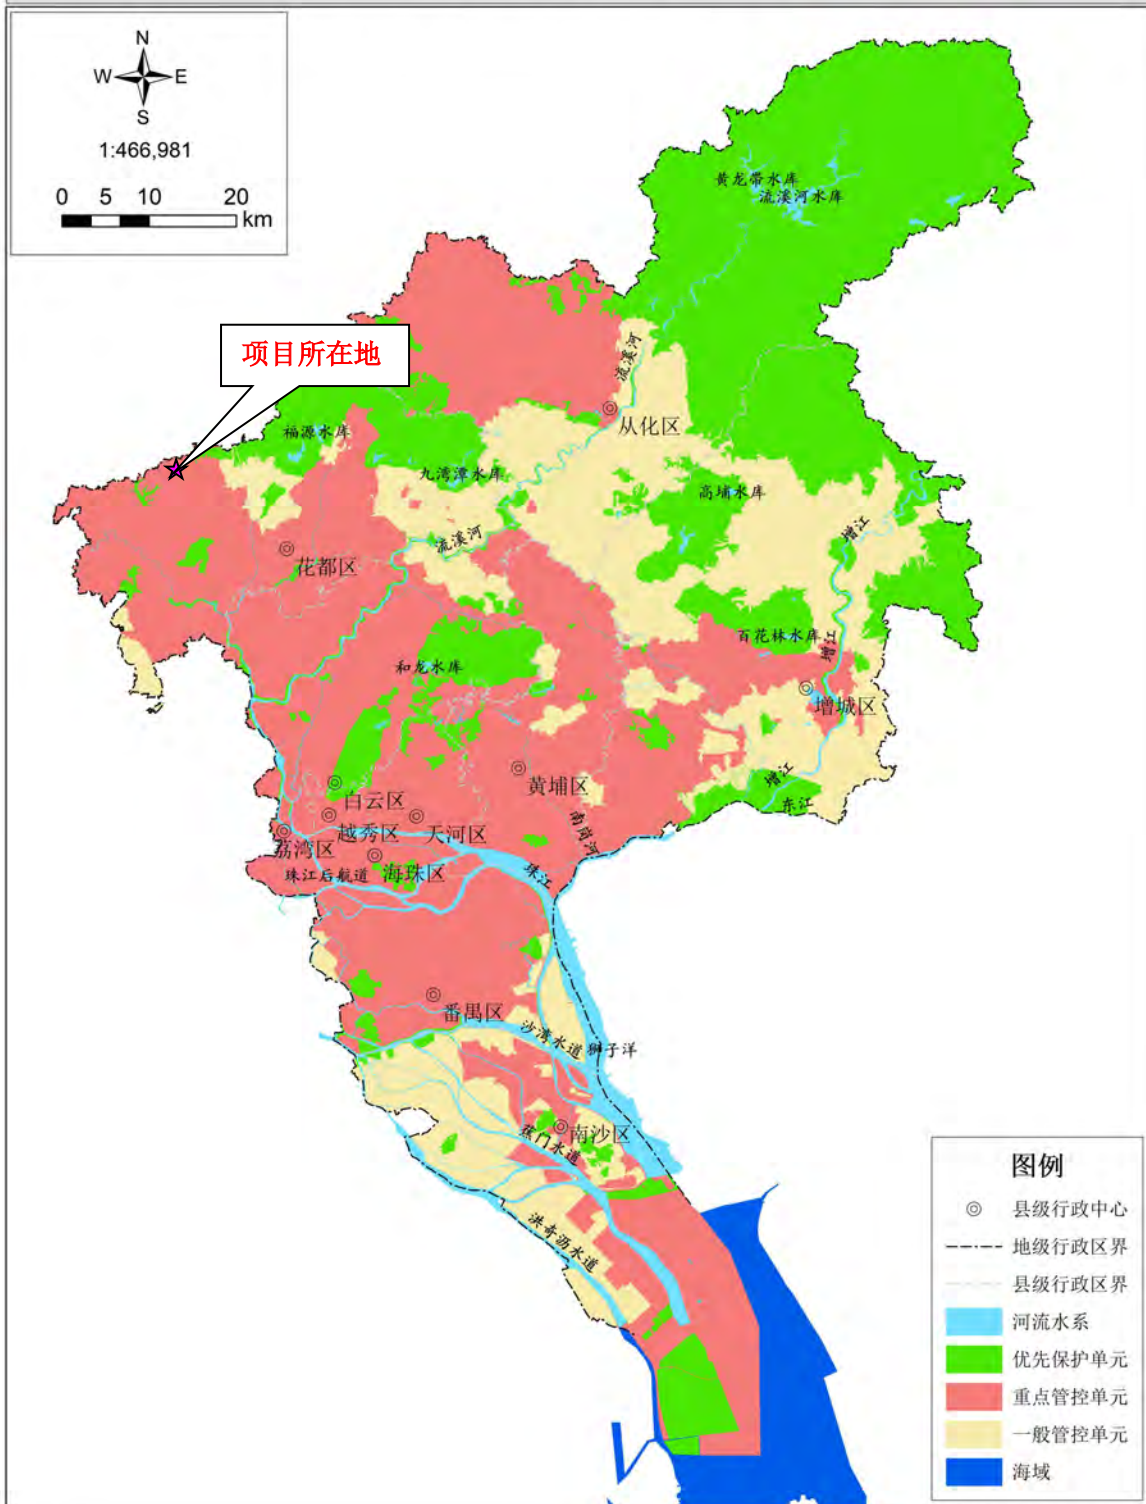 N
W E
S
1:466,981
0 5 10 20
km
黄龙带水库
流溪河水库
项目所在地
流溪河
从化区
福源水库
九湾潭水库
高埔水库
增江
流溪河
花都区
百花林水库
增江
和龙水库
增城区
黄埔区
增江
东江
白云区
越秀区
天河区
南岗河
荔湾区
海珠区
珠江后航道
珠江
番禺区
沙湾水道
狮子洋
南沙区
蕉门水道
洪奇沥水道
图例
县级行政中心
地级行政区界
县级行政区界
河流水系
优先保护单元
重点管控单元
一般管控单元
海域